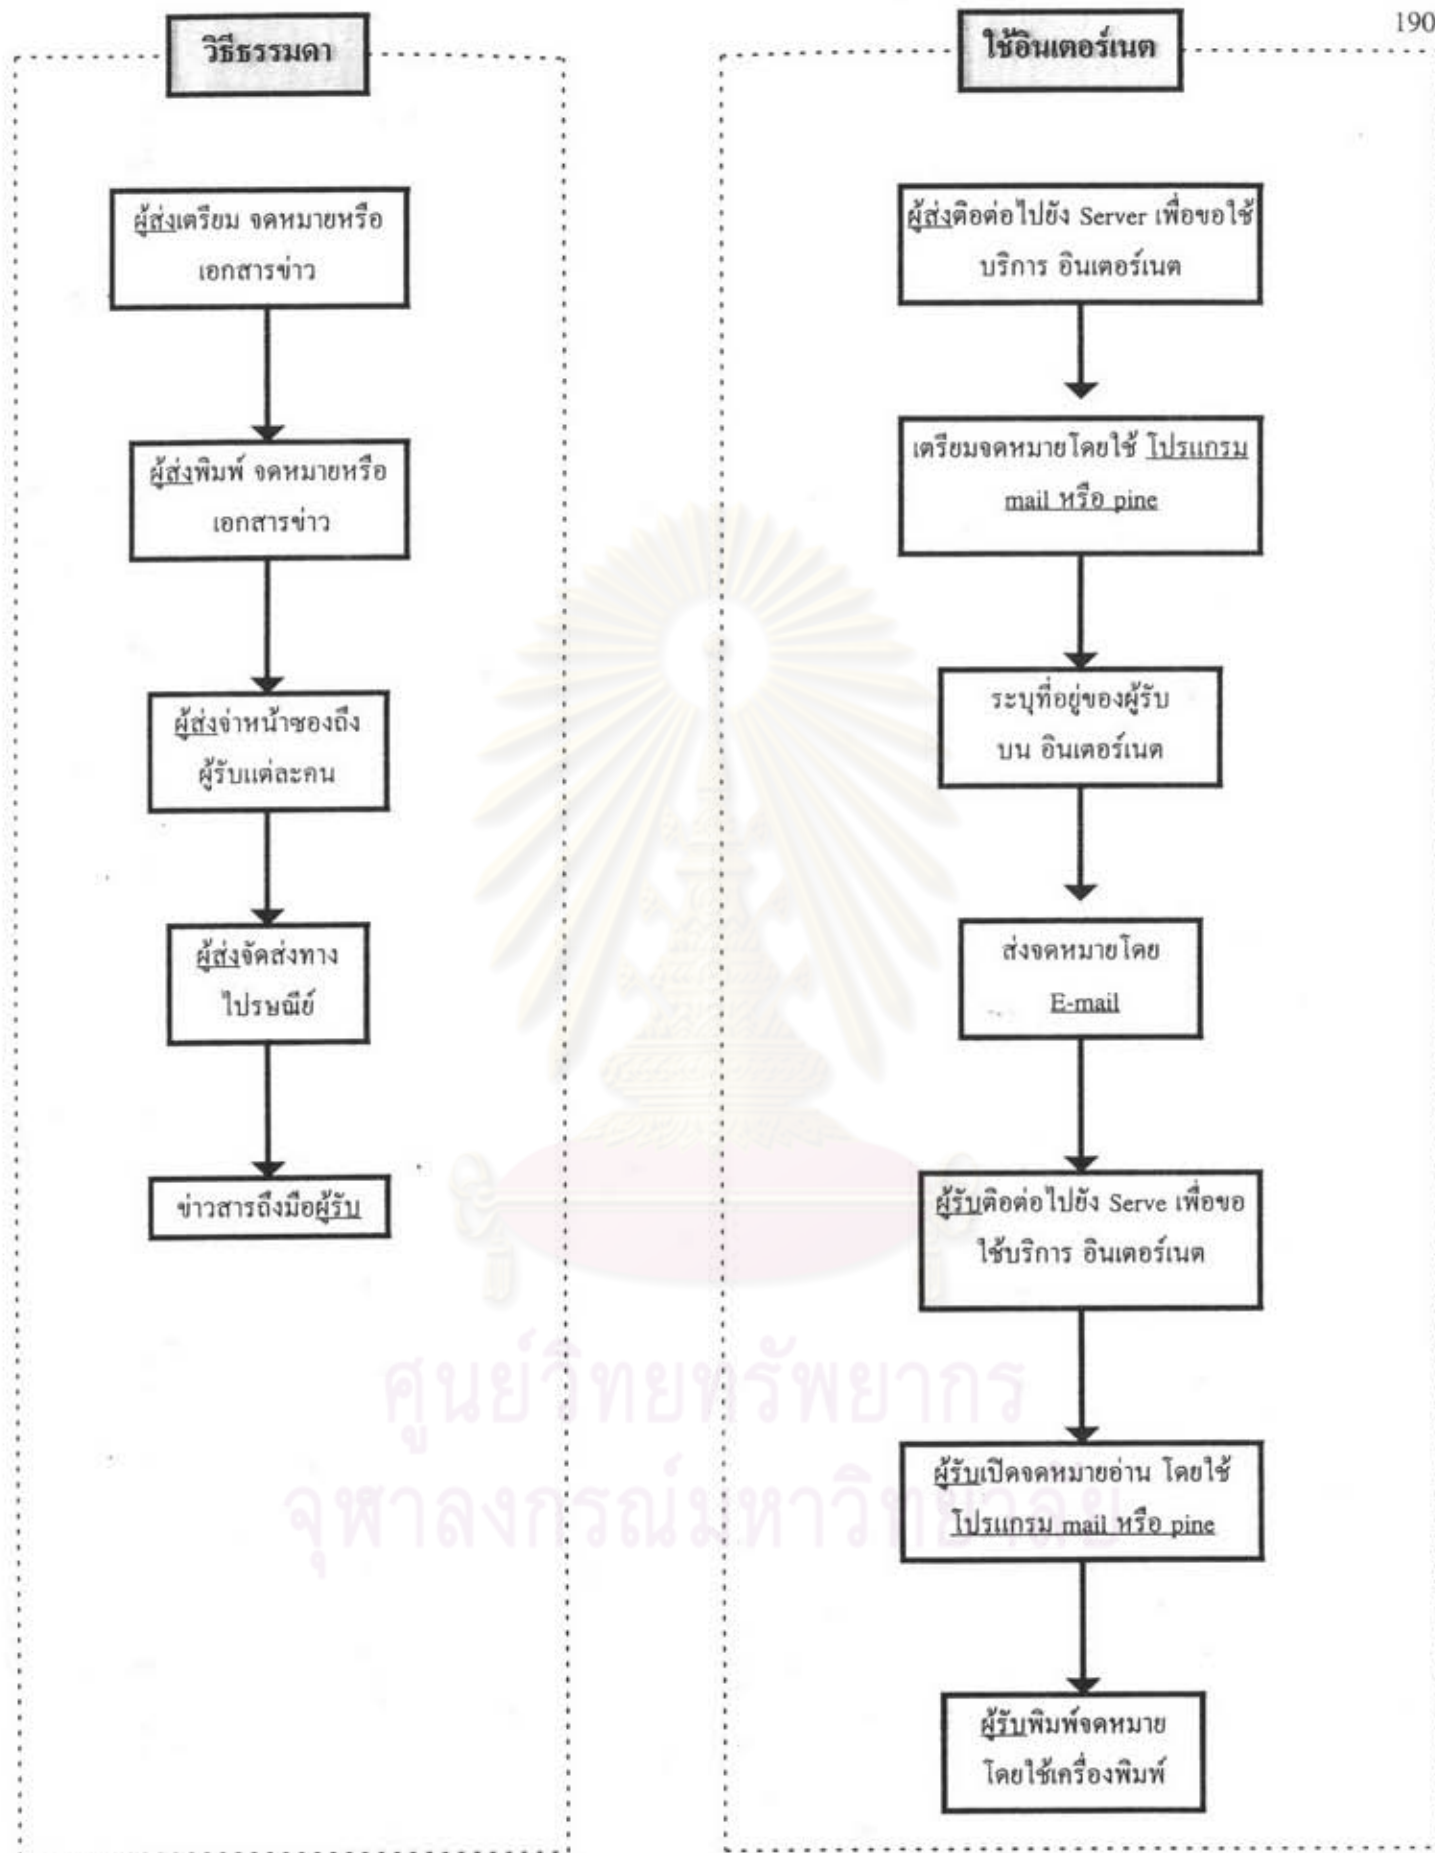 190
วิธีธรรมดา
ผู้ส่งเตรียม จดหมายหรือ
เอกสารข่าว
ผู้ส่งพิมพ์ จดหมายหรือ
เอกสารข่าว
ผู้ส่งจ่าหน้าซองถึง
ผู้รับแต่ละคน
ผู้ส่งจัดส่งทาง
ไปรษณีย์
ข่าวสารถึงมือผู้รับ
ใช้อินเตอร์เนต
ผู้ส่งติอต่อไปยัง Server เพื่อขอใช้
บริการ อินเตอร์เนต
เตรียมจดหมายโดยใช้ โปรแกรม
mail หรือ pine
ระบุที่อยู่ของผู้รับ
บน อินเตอร์เนต
ส่งจดหมายโดย
E-mail
ผู้รับติอต่อไปยัง Serve เพื่อขอ
ใช้บริการ อินเตอร์เนต
ผู้รับเปิดจดหมายอ่าน โดยใช้
โปรแกรม mail หรือ pine
ผู้รับพิมพ์จดหมาย
โดยใช้เครื่องพิมพ์
ศูนย์วิทยทรัพยากร
จุฬาลงกรณ์มหาวิทยาลัย